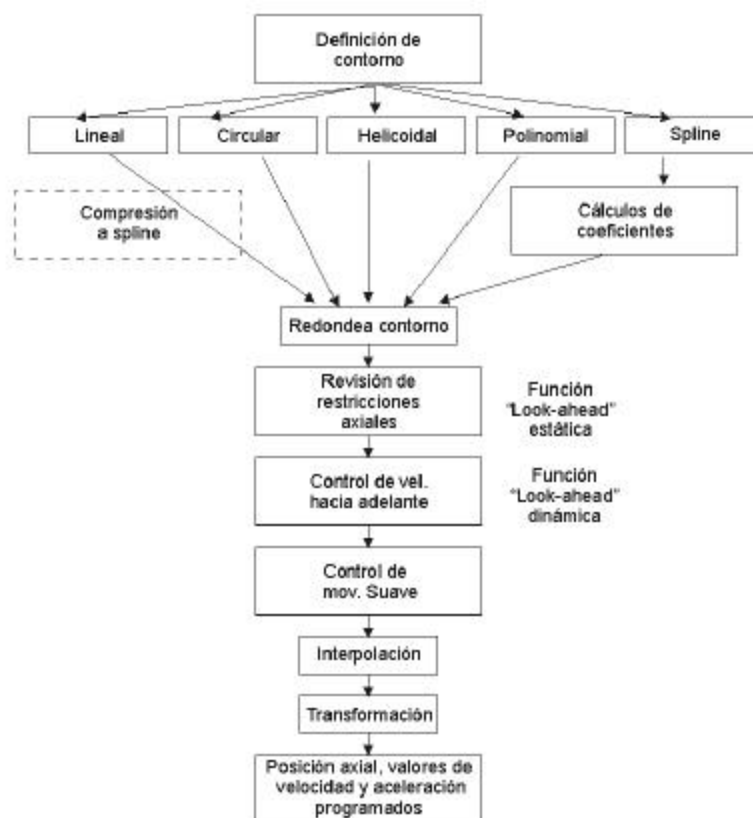 Definición de
contorno
Lineal
Circular
Helicoidal
Polinomial
Spline
Compresión
a spline
Cálculos de
coeficientes
Redondea contorno
Revisión de
restricciones
axiales
Función
"Look-ahead"
estática
Control de vel.
hacia adelante
Función
"Look-ahead"
dinámica
Control de
mov. Suave
Interpolación
Transformación
Posición axial, valores de
velocidad y aceleración
programados